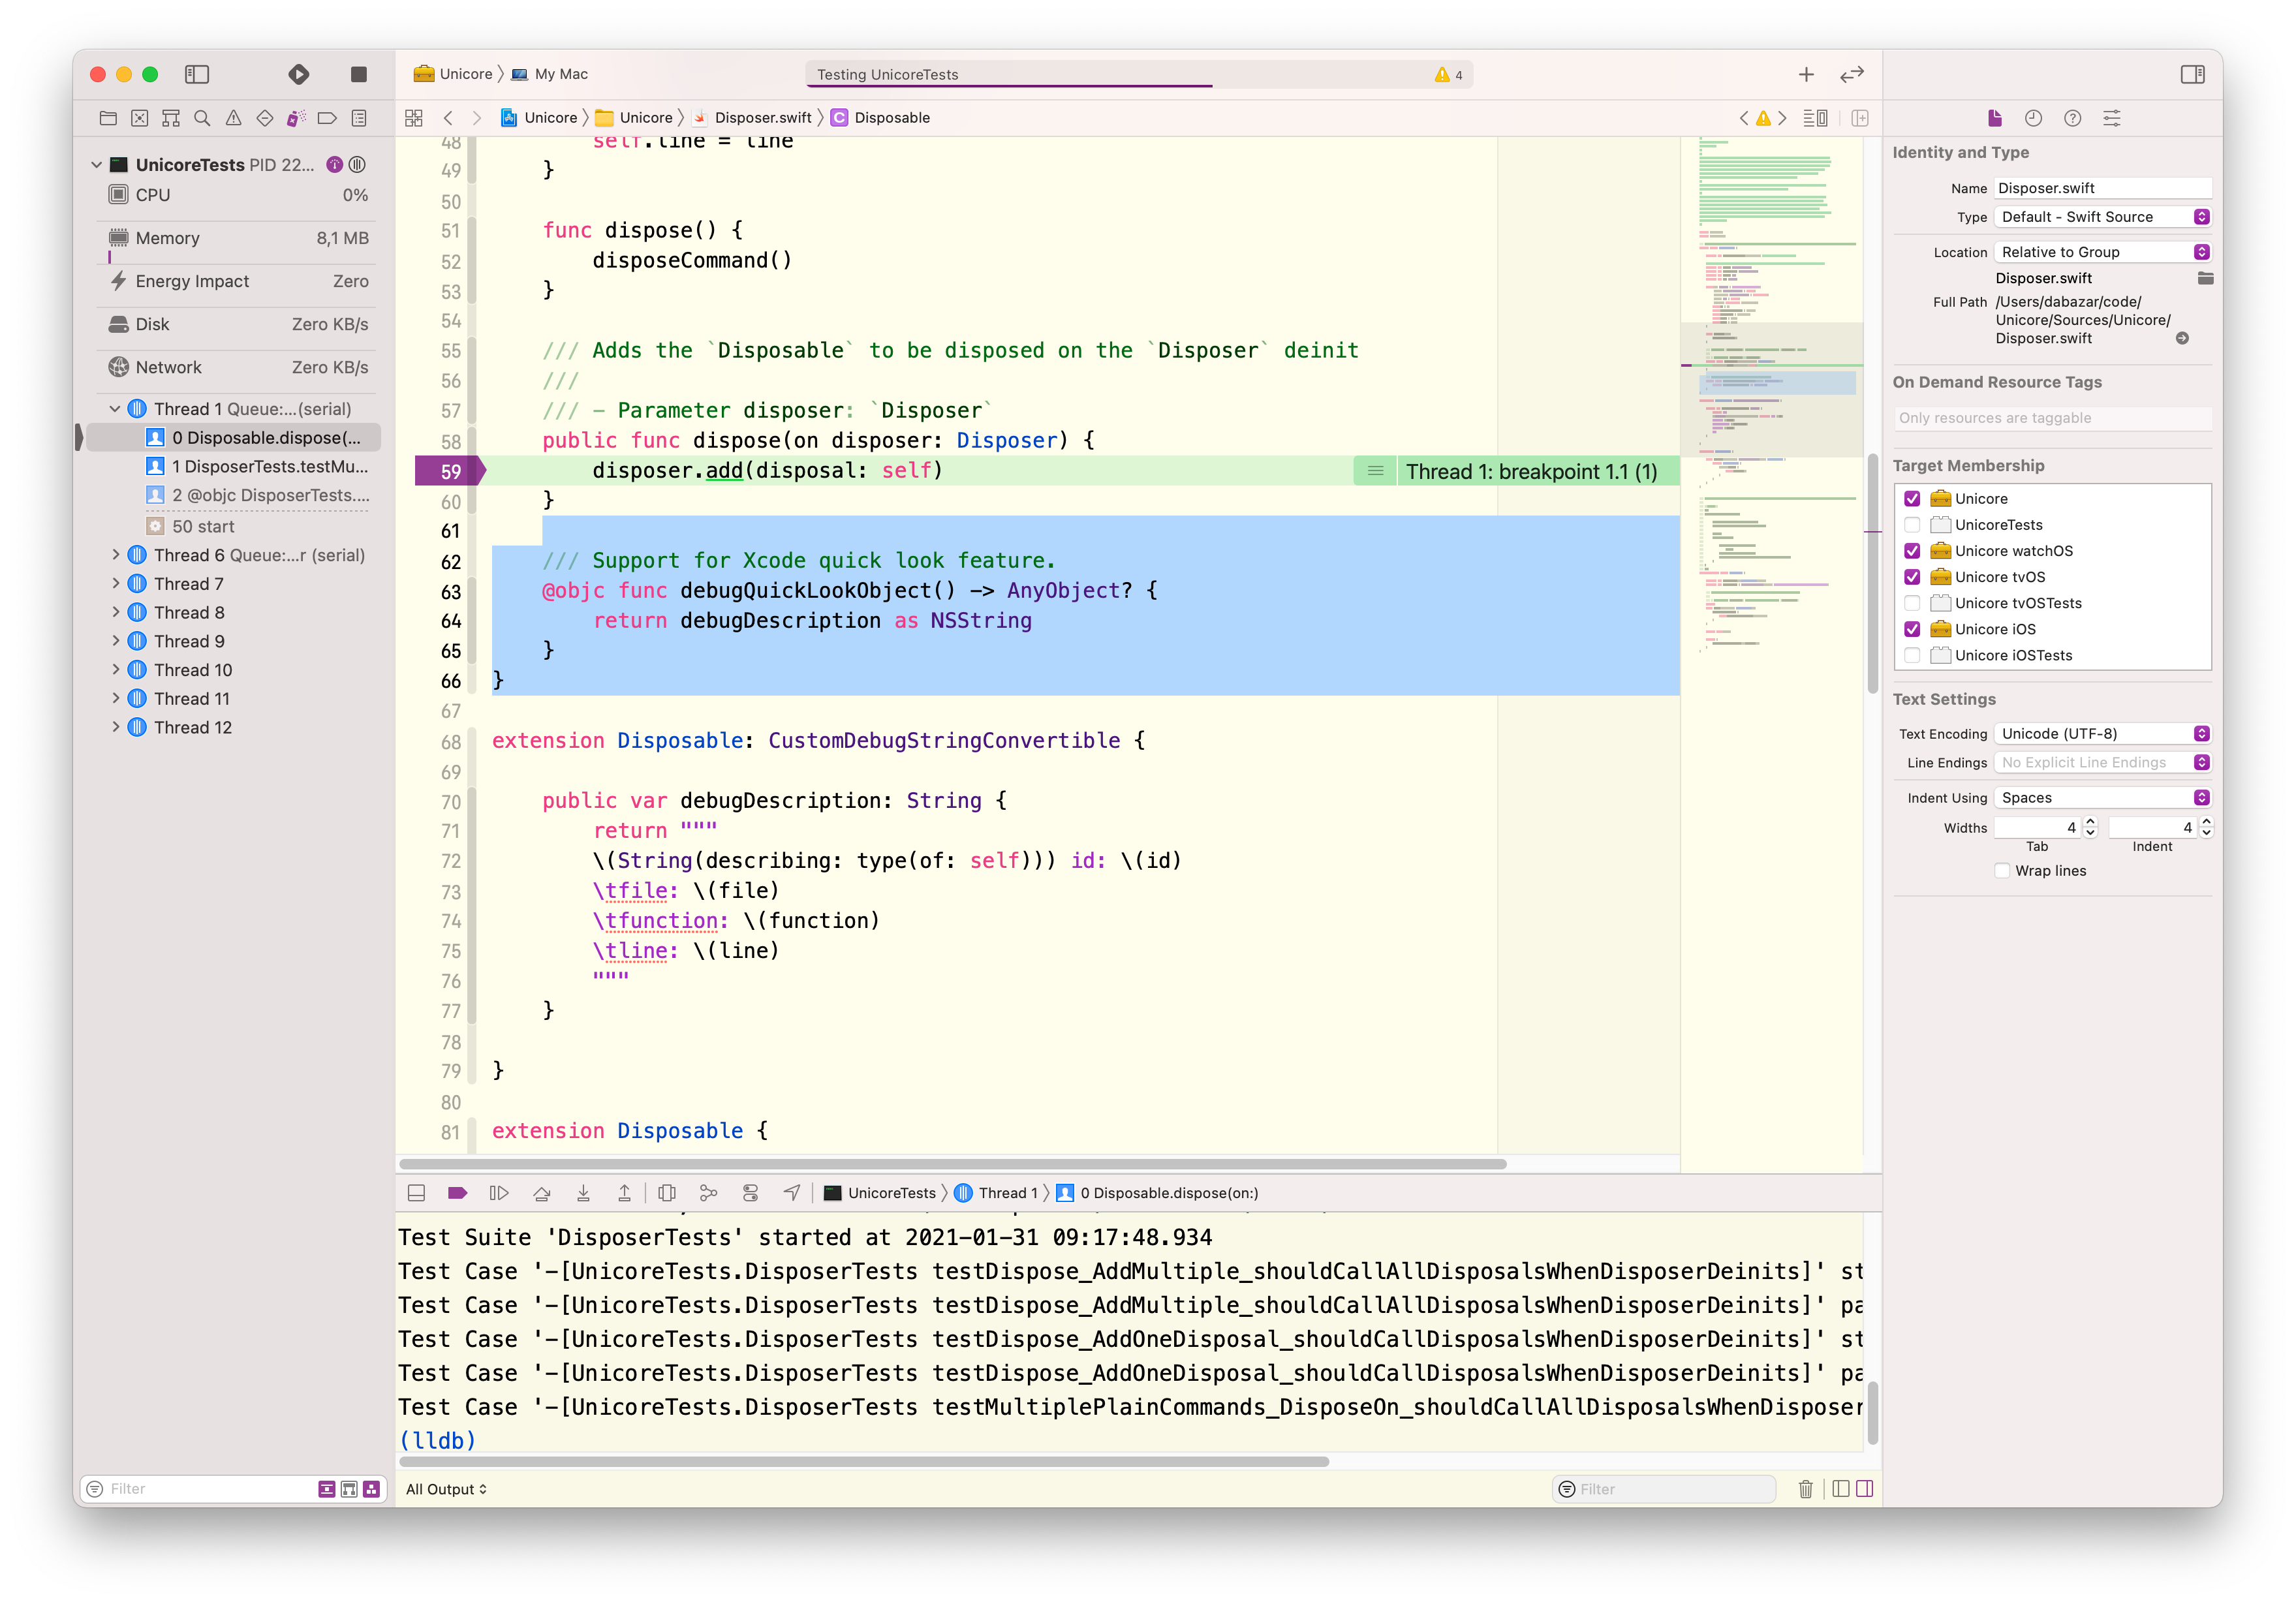 Unicore 〉 My Mac
Testing UnicoreTests
4
Unicore 〉 Unicore 〉 Disposer.swift 〉 C Disposable
UnicoreTests PID 22...
CPU 0%
Memory 8,1 MB
Energy Impact Zero
Disk Zero KB/s
Network Zero KB/s
Thread 1 Queue:...(serial)
0 Disposable.dispose(...
1 DisposerTests.testMu...
2 @objc DisposerTests....
50 start
Thread 6 Queue:...r (serial)
Thread 7
Thread 8
Thread 9
Thread 10
Thread 11
Thread 12
Filter
48 self.line = line
49 }
50
51 func dispose() {
52 disposeCommand()
53 }
54
55 /// Adds the `Disposable` to be disposed on the `Disposer` deinit
56 ///
57 /// - Parameter disposer: `Disposer`
58 public func dispose(on disposer: Disposer) {
59 disposer.add(disposal: self)
Thread 1: breakpoint 1.1 (1)
60 }
61
62 /// Support for Xcode quick look feature.
63 @objc func debugQuickLookObject() -> AnyObject? {
64 return debugDescription as NSString
65 }
66 }
67
68 extension Disposable: CustomDebugStringConvertible {
69
70 public var debugDescription: String {
71 return """
72 \(String(describing: type(of: self))) id: \(id)
73 \tfile: \(file)
74 \tfunction: \(function)
75 \tline: \(line)
76 """
77 }
78
79 }
80
81 extension Disposable {
UnicoreTests 〉 Thread 1 〉 0 Disposable.dispose(on:)
Test Suite 'DisposerTests' started at 2021-01-31 09:17:48.934
Test Case '-[UnicoreTests.DisposerTests testDispose_AddMultiple_shouldCallAllDisposalsWhenDisposerDeinits]' st
Test Case '-[UnicoreTests.DisposerTests testDispose_AddMultiple_shouldCallAllDisposalsWhenDisposerDeinits]' pa
Test Case '-[UnicoreTests.DisposerTests testDispose_AddOneDisposal_shouldCallDisposalsWhenDisposerDeinits]' st
Test Case '-[UnicoreTests.DisposerTests testDispose_AddOneDisposal_shouldCallDisposalsWhenDisposerDeinits]' pa
Test Case '-[UnicoreTests.DisposerTests testMultiplePlainCommands_DisposeOn_shouldCallAllDisposalsWhenDisposer
(lldb)
All Output
Filter
Identity and Type
Name Disposer.swift
Type Default - Swift Source
Location Relative to Group
Disposer.swift
Full Path /Users/dabazar/code/
Unicore/Sources/Unicore/
Disposer.swift
On Demand Resource Tags
Only resources are taggable
Target Membership
Unicore
UnicoreTests
Unicore watchOS
Unicore tvOS
Unicore tvOSTests
Unicore iOS
Unicore iOSTests
Text Settings
Text Encoding Unicode (UTF-8)
Line Endings No Explicit Line Endings
Indent Using Spaces
Widths 4 4
Tab Indent
Wrap lines